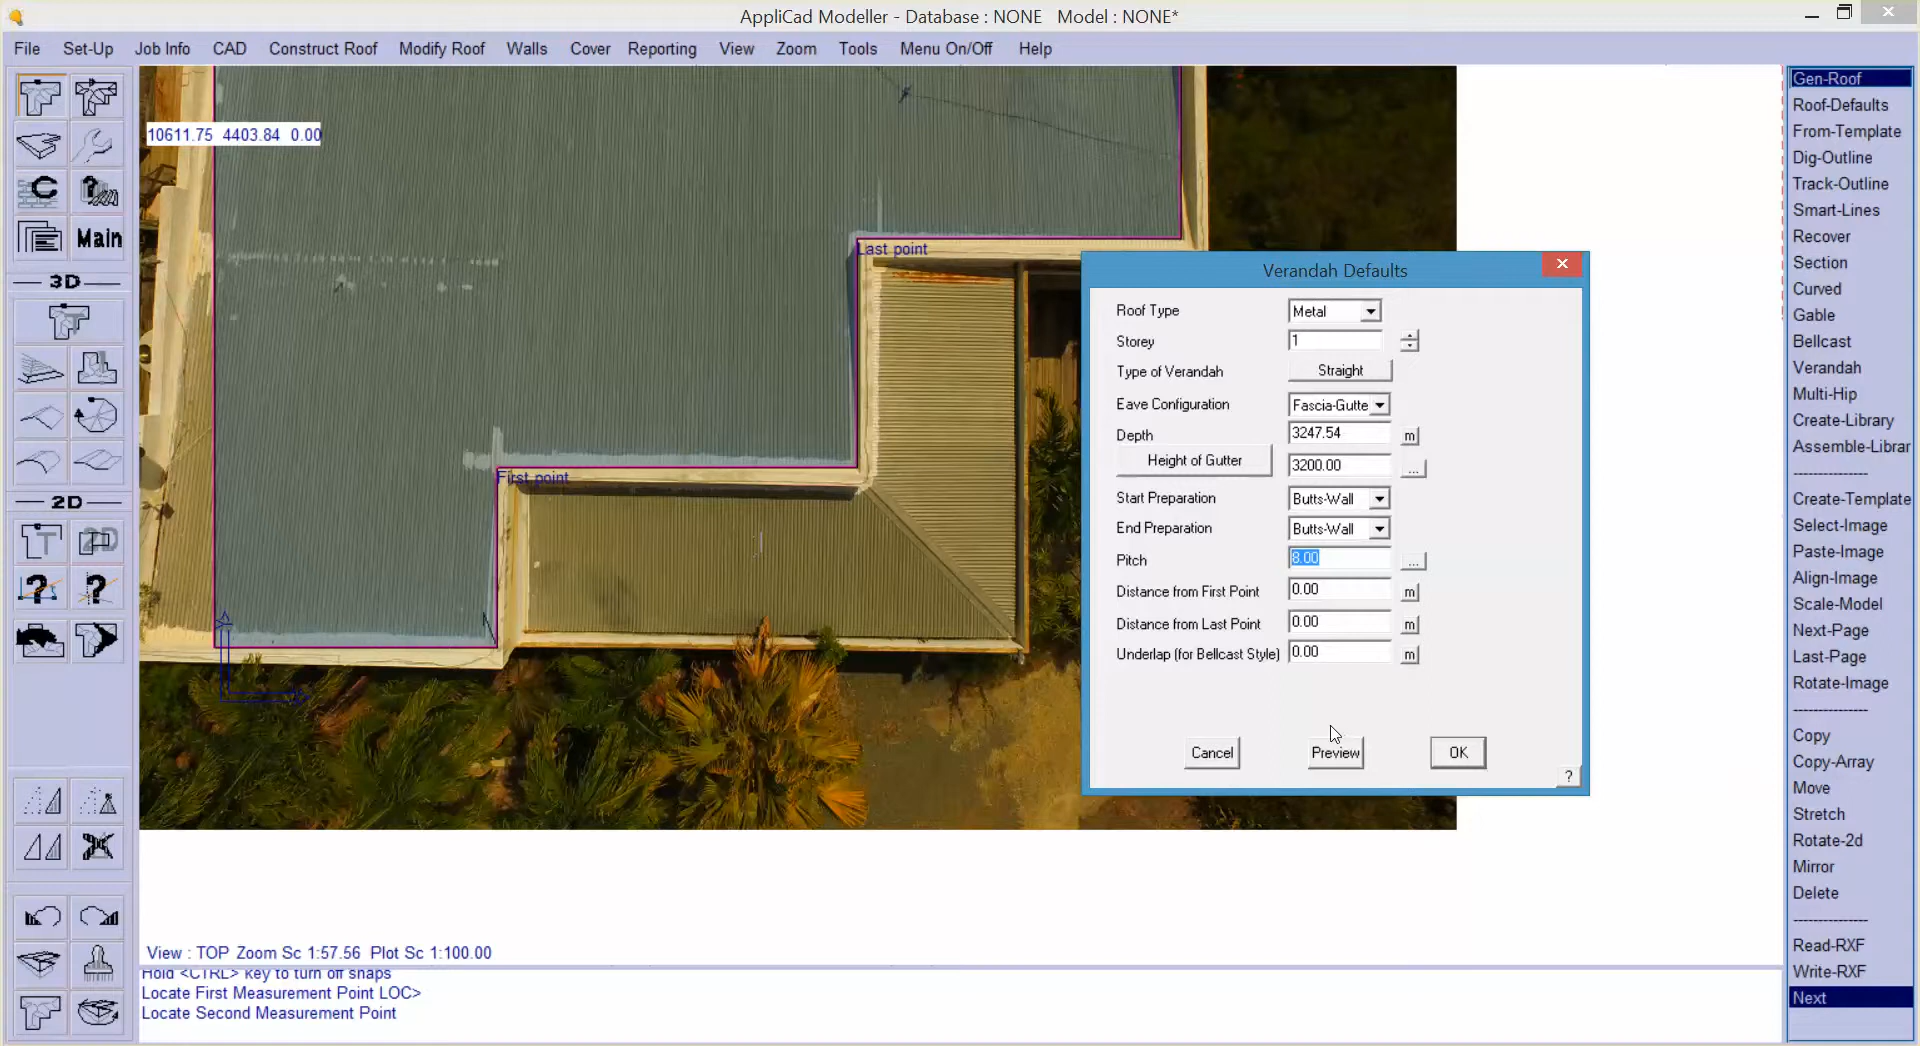 AppliCad Modeller - Database : NONE   Model : NONE*
File Set-Up Job Info CAD Construct Roof Modify Roof Walls Cover Reporting View Zoom Tools Menu On/Off Help
10611.75 4403.84 0.00
Main
3D
2D
T
2D
Last point
First point
Verandah Defaults
Roof Type Metal
Storey 1
Type of Verandah Straight
Eave Configuration Fascia-Gutte
Depth 3247.54 m
Height of Gutter 3200.00 ...
Start Preparation Butts-Wall
End Preparation Butts-Wall
Pitch 8.00 ...
Distance from First Point 0.00 m
Distance from Last Point 0.00 m
Underlap (for Bellcast Style) 0.00 m
Cancel Preview OK
?
View : TOP Zoom Sc 1:57.56 Plot Sc 1:100.00
Hold <CTRL> key to turn off snaps
Locate First Measurement Point LOC>
Locate Second Measurement Point
Gen-Roof
Roof-Defaults
From-Template
Dig-Outline
Track-Outline
Smart-Lines
Recover
Section
Curved
Gable
Bellcast
Verandah
Multi-Hip
Create-Library
Assemble-Librar
---------------
Create-Template
Select-Image
Paste-Image
Align-Image
Scale-Model
Next-Page
Last-Page
Rotate-Image
---------------
Copy
Copy-Array
Move
Stretch
Rotate-2d
Mirror
Delete
---------------
Read-RXF
Write-RXF
Next